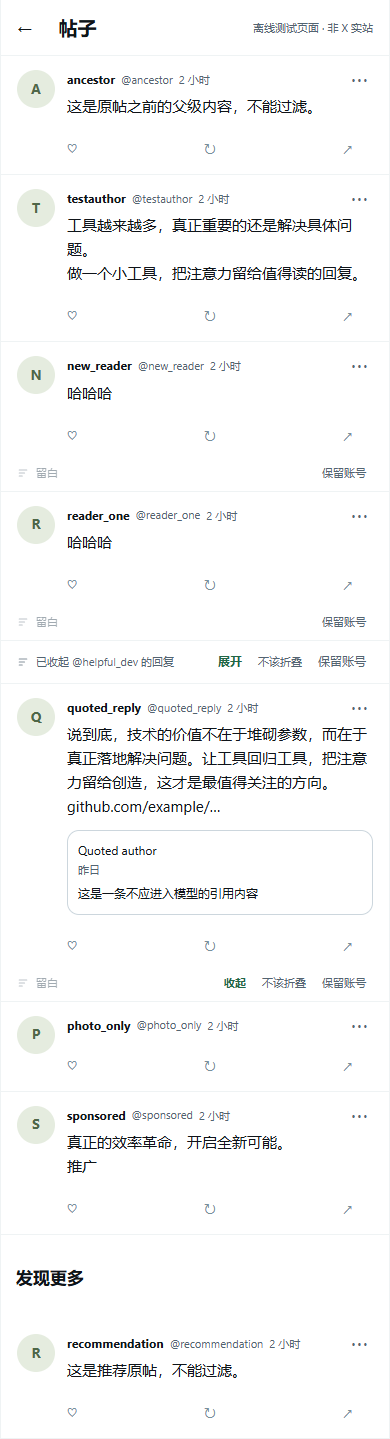 ← 帖子 离线测试页面 · 非 X 实站
A
ancestor @ancestor 2 小时 ···
这是原帖之前的父级内容，不能过滤。
♡ ↻ ↗
T
testauthor @testauthor 2 小时 ···
工具越来越多，真正重要的还是解决具体问
题。
做一个小工具，把注意力留给值得读的回复。
♡ ↻ ↗
N
new_reader @new_reader 2 小时 ···
哈哈哈
♡ ↻ ↗
留白 保留账号
R
reader_one @reader_one 2 小时 ···
哈哈哈
♡ ↻ ↗
留白 保留账号
已收起 @helpful_dev 的回复 展开 不该折叠 保留账号
Q
quoted_reply @quoted_reply 2 小时 ···
说到底，技术的价值不在于堆砌参数，而在于
真正落地解决问题。让工具回归工具，把注意
力留给创造，这才是最值得关注的方向。
github.com/example/...
Quoted author
昨日
这是一条不应进入模型的引用内容
♡ ↻ ↗
留白 收起 不该折叠 保留账号
P
photo_only @photo_only 2 小时 ···
♡ ↻ ↗
S
sponsored @sponsored 2 小时 ···
真正的效率革命，开启全新可能。
推广
♡ ↻ ↗
发现更多
R
recommendation @recommendation 2 小时 ···
这是推荐原帖，不能过滤。
♡ ↻ ↗